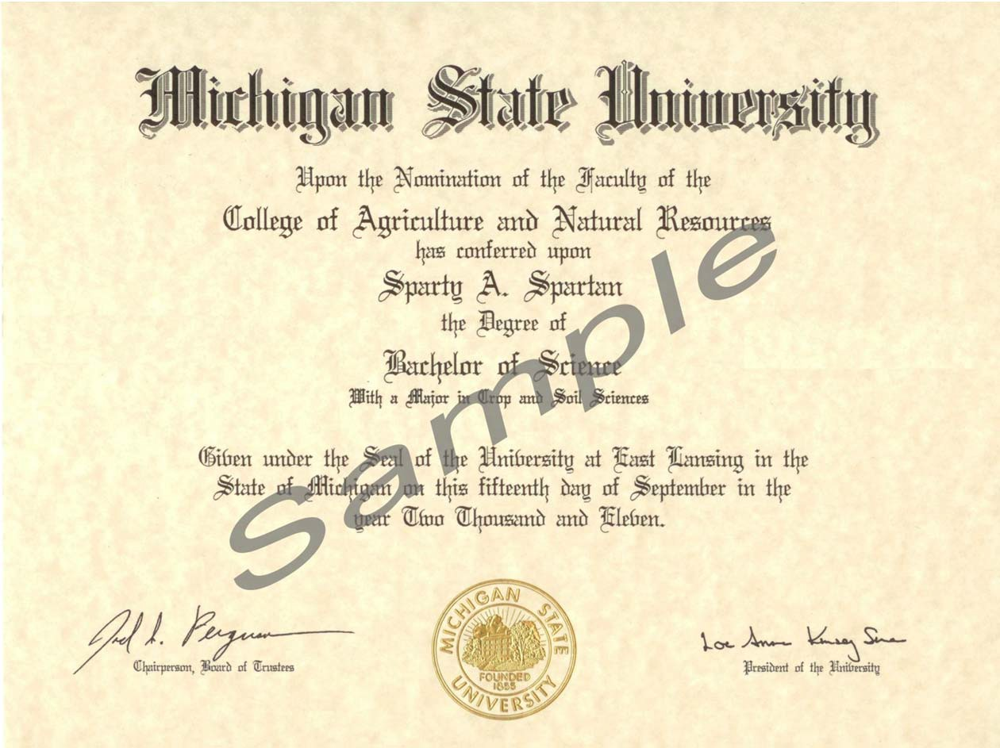 Michigan State University
Upon the Nomination of the Faculty of the
College of Agriculture and Natural Resources
has conferred upon
Sparty A. Spartan
the Degree of
Bachelor of Science
With a Major in Crop and Soil Sciences
Given under the Seal of the University at East Lansing in the
State of Michigan on this fifteenth day of September in the
year Two Thousand and Eleven.
Sample
Joel I. Ferguson
Chairperson, Board of Trustees
MICHIGAN STATE
UNIVERSITY
FOUNDED
1855
Lou Anna Kimsey Simon
President of the University